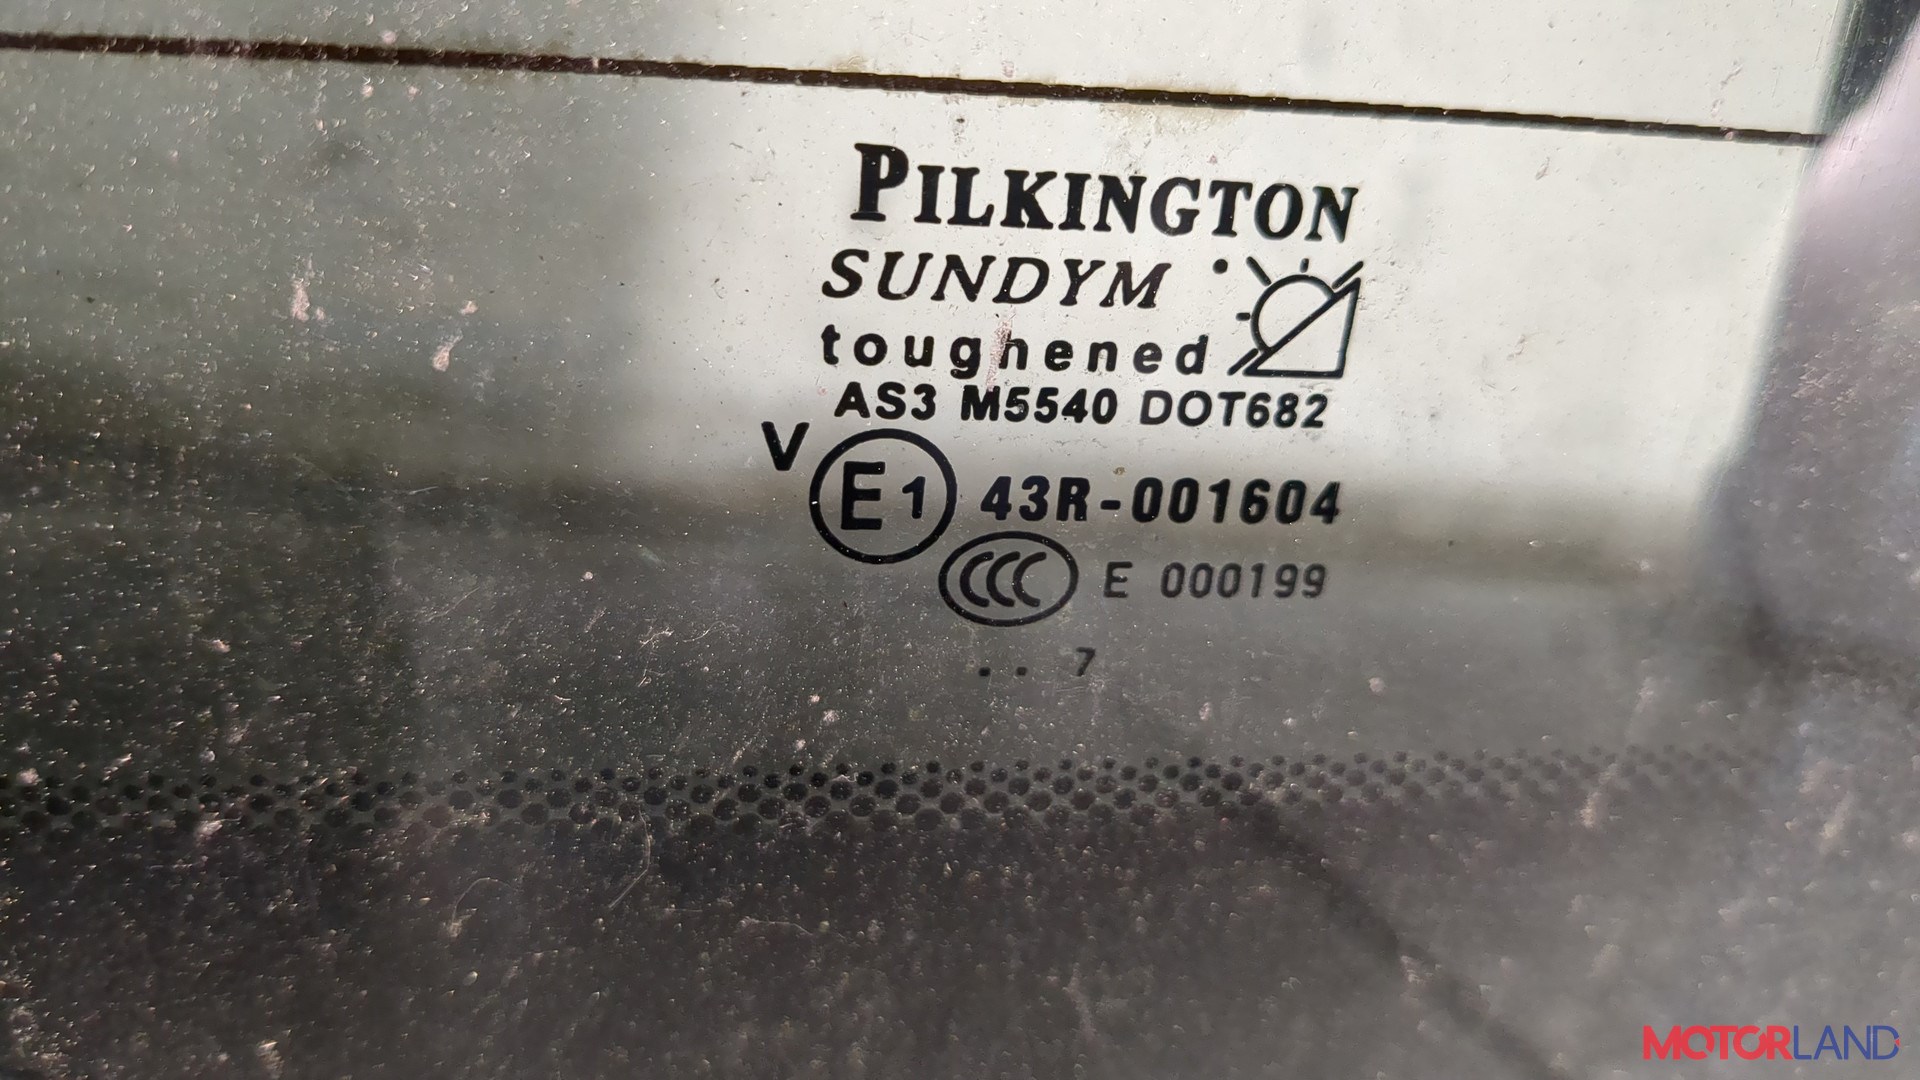 PILKINGTON
SUNDYM
toughened
AS3 M5540 DOT682
V E1 43R-001604
CCC E 000199
.. 7
MOTORLAND